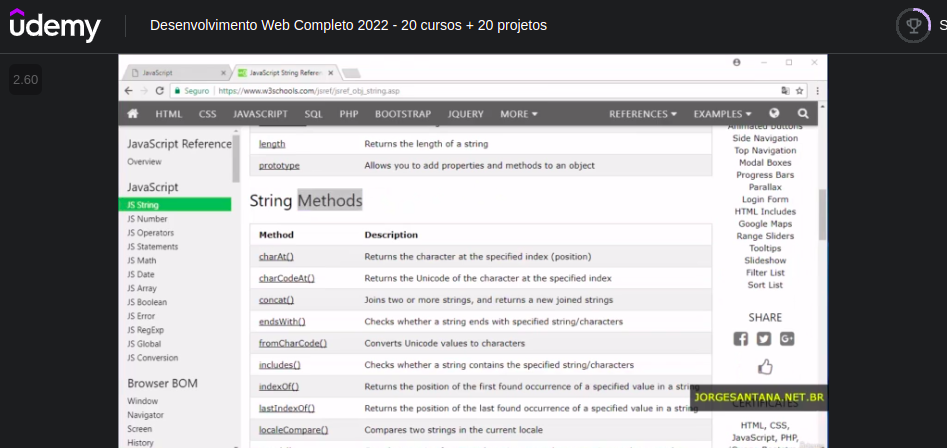 ûdemy
Desenvolvimento Web Completo 2022 - 20 cursos + 20 projetos
S
2.60
JavaScript
JavaScript String Referen
Seguro
https://www.w3schools.com/jsref/jsref_obj_string.asp
HTML CSS JAVASCRIPT SQL PHP BOOTSTRAP JQUERY MORE REFERENCES EXAMPLES
JavaScript Reference
Overview
JavaScript
JS String
JS Number
JS Operators
JS Statements
JS Math
JS Date
JS Array
JS Boolean
JS Error
JS RegExp
JS Global
JS Conversion
Browser BOM
Window
Navigator
Screen
History
length Returns the length of a string
prototype Allows you to add properties and methods to an object
String Methods
Method Description
charAt() Returns the character at the specified index (position)
charCodeAt() Returns the Unicode of the character at the specified index
concat() Joins two or more strings, and returns a new joined strings
endsWith() Checks whether a string ends with specified string/characters
fromCharCode() Converts Unicode values to characters
includes() Checks whether a string contains the specified string/characters
indexOf() Returns the position of the first found occurrence of a specified value in a string
lastIndexOf() Returns the position of the last found occurrence of a specified value in a string
localeCompare() Compares two strings in the current locale
Animated Buttons
Side Navigation
Top Navigation
Modal Boxes
Progress Bars
Parallax
Login Form
HTML Includes
Google Maps
Range Sliders
Tooltips
Slideshow
Filter List
Sort List
SHARE
JORGESANTANA.NET.BR
CERTIFICATES
HTML, CSS,
JavaScript, PHP,